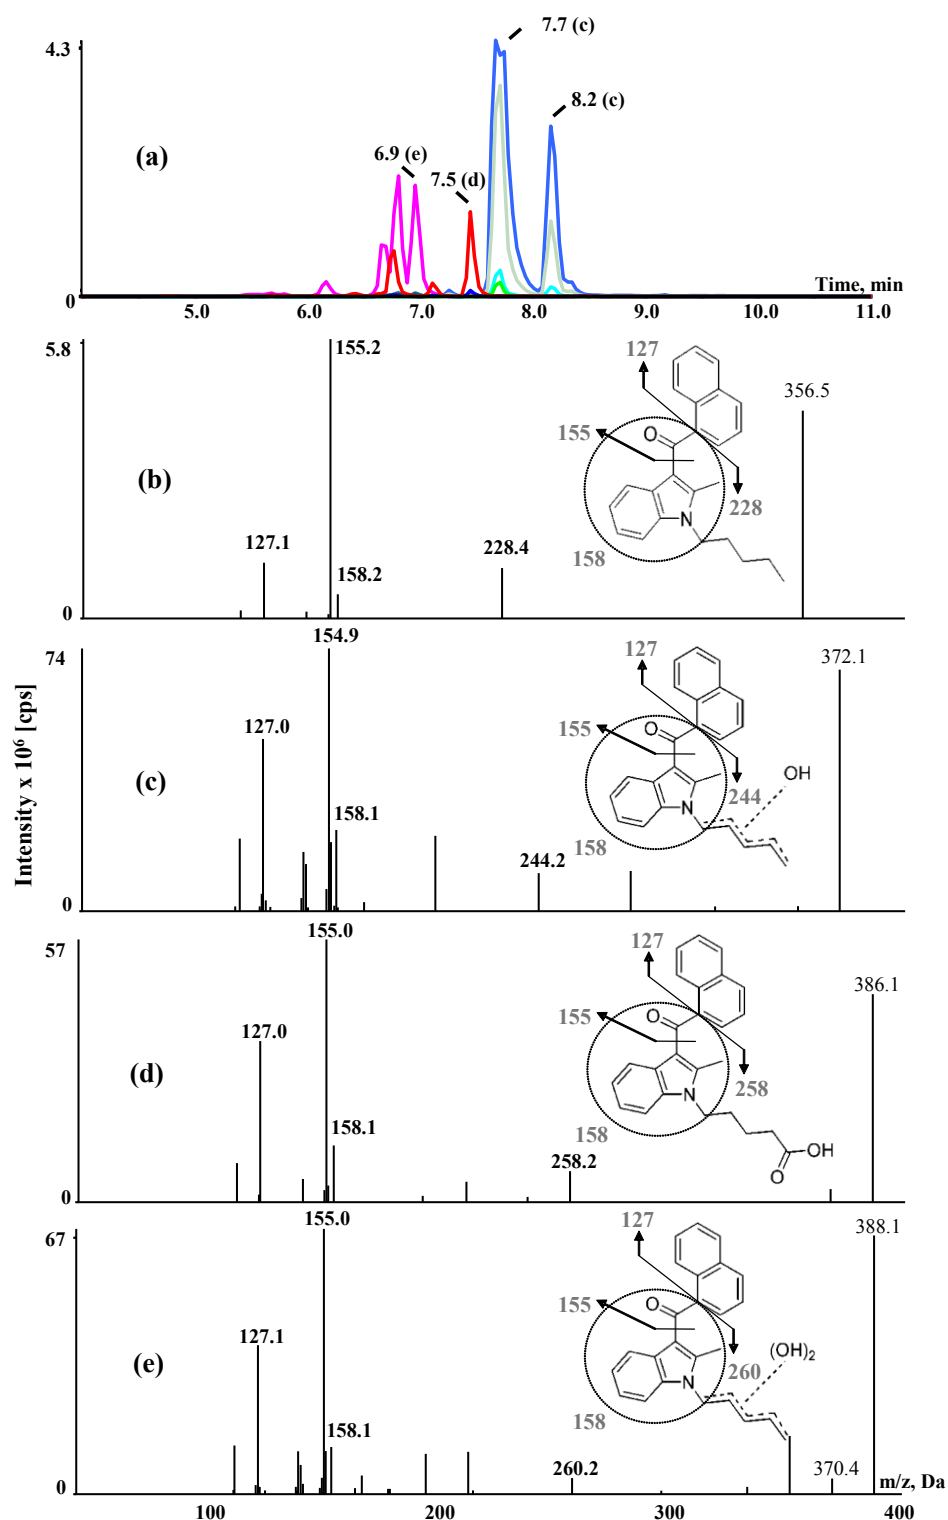 4.3
7.7 (c)
8.2 (c)
(a)
6.9 (e)
7.5 (d)
Time, min
0
5.0 6.0 7.0 8.0 9.0 10.0 11.0
5.8
155.2
127
356.5
O
155
(b)
228
N
127.1
228.4
158
158.2
0
154.9
74
127
372.1
127.0
O
155
OH
(c)
244
158.1
N
158
244.2
0
155.0
57
127
386.1
127.0
O
155
(d)
258
N
158.1
158
OH
258.2
O
0
155.0
67
127
388.1
127.1
O
155
(e)
(OH)2
260
N
158.1
158
260.2
370.4
m/z, Da
0
100 200 300 400
Intensity x 10⁶ [cps]